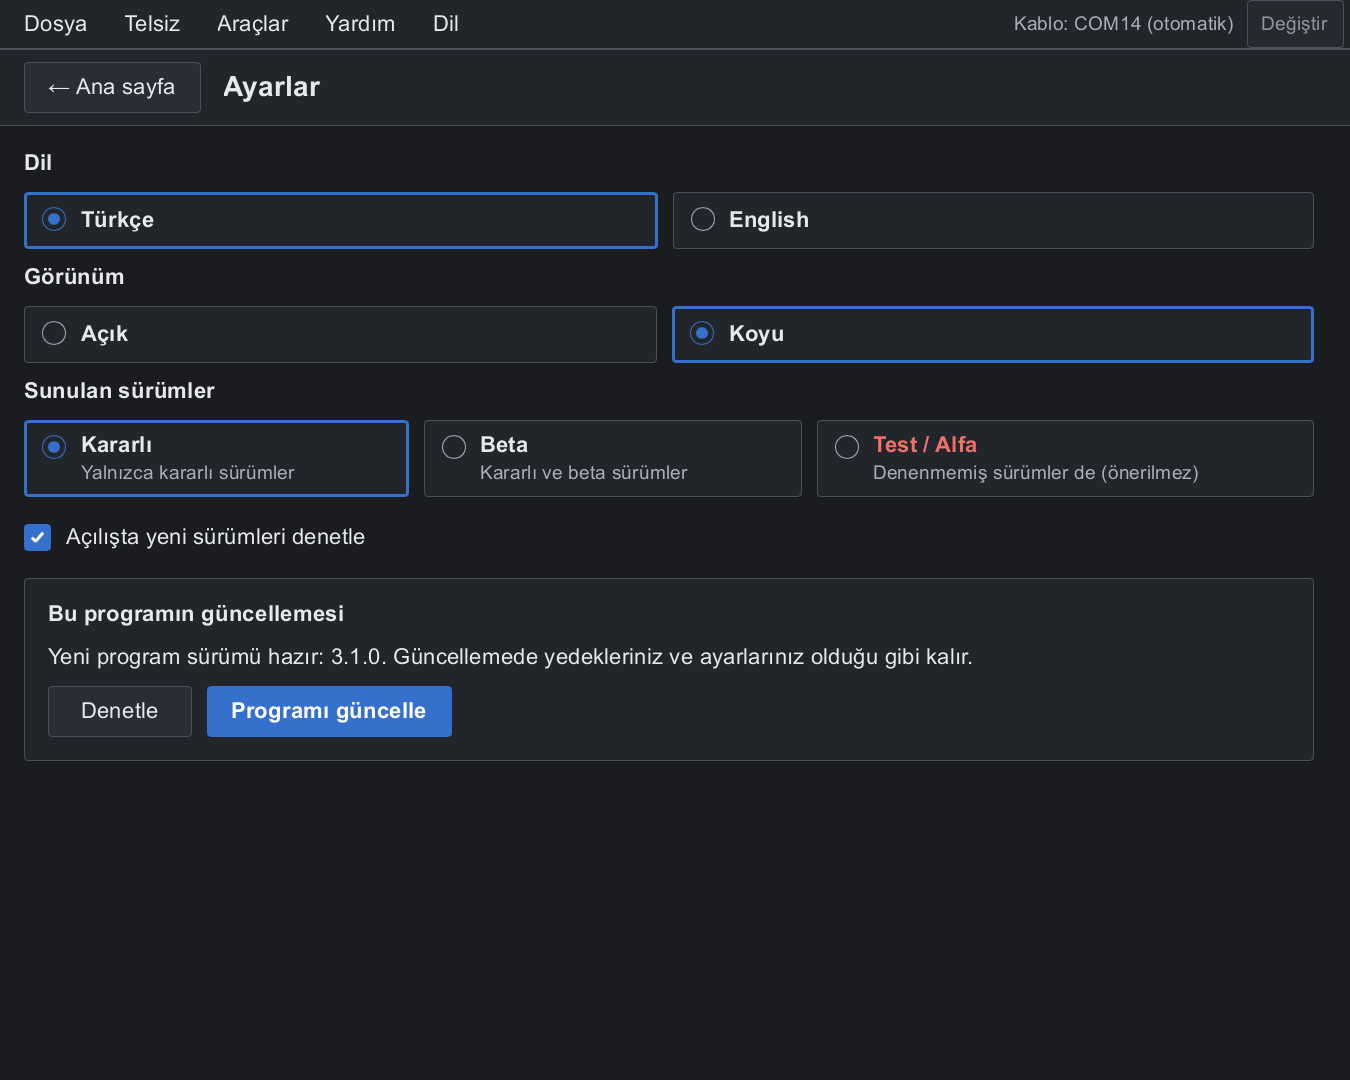 Dosya Telsiz Araçlar Yardım Dil Kablo: COM14 (otomatik) Değiştir
← Ana sayfa Ayarlar
Dil
Türkçe English
Görünüm
Açık Koyu
Sunulan sürümler
Kararlı Beta Test / Alfa
Yalnızca kararlı sürümler Kararlı ve beta sürümler Denenmemiş sürümler de (önerilmez)
Açılışta yeni sürümleri denetle
Bu programın güncellemesi
Yeni program sürümü hazır: 3.1.0. Güncellemede yedekleriniz ve ayarlarınız olduğu gibi kalır.
Denetle Programı güncelle